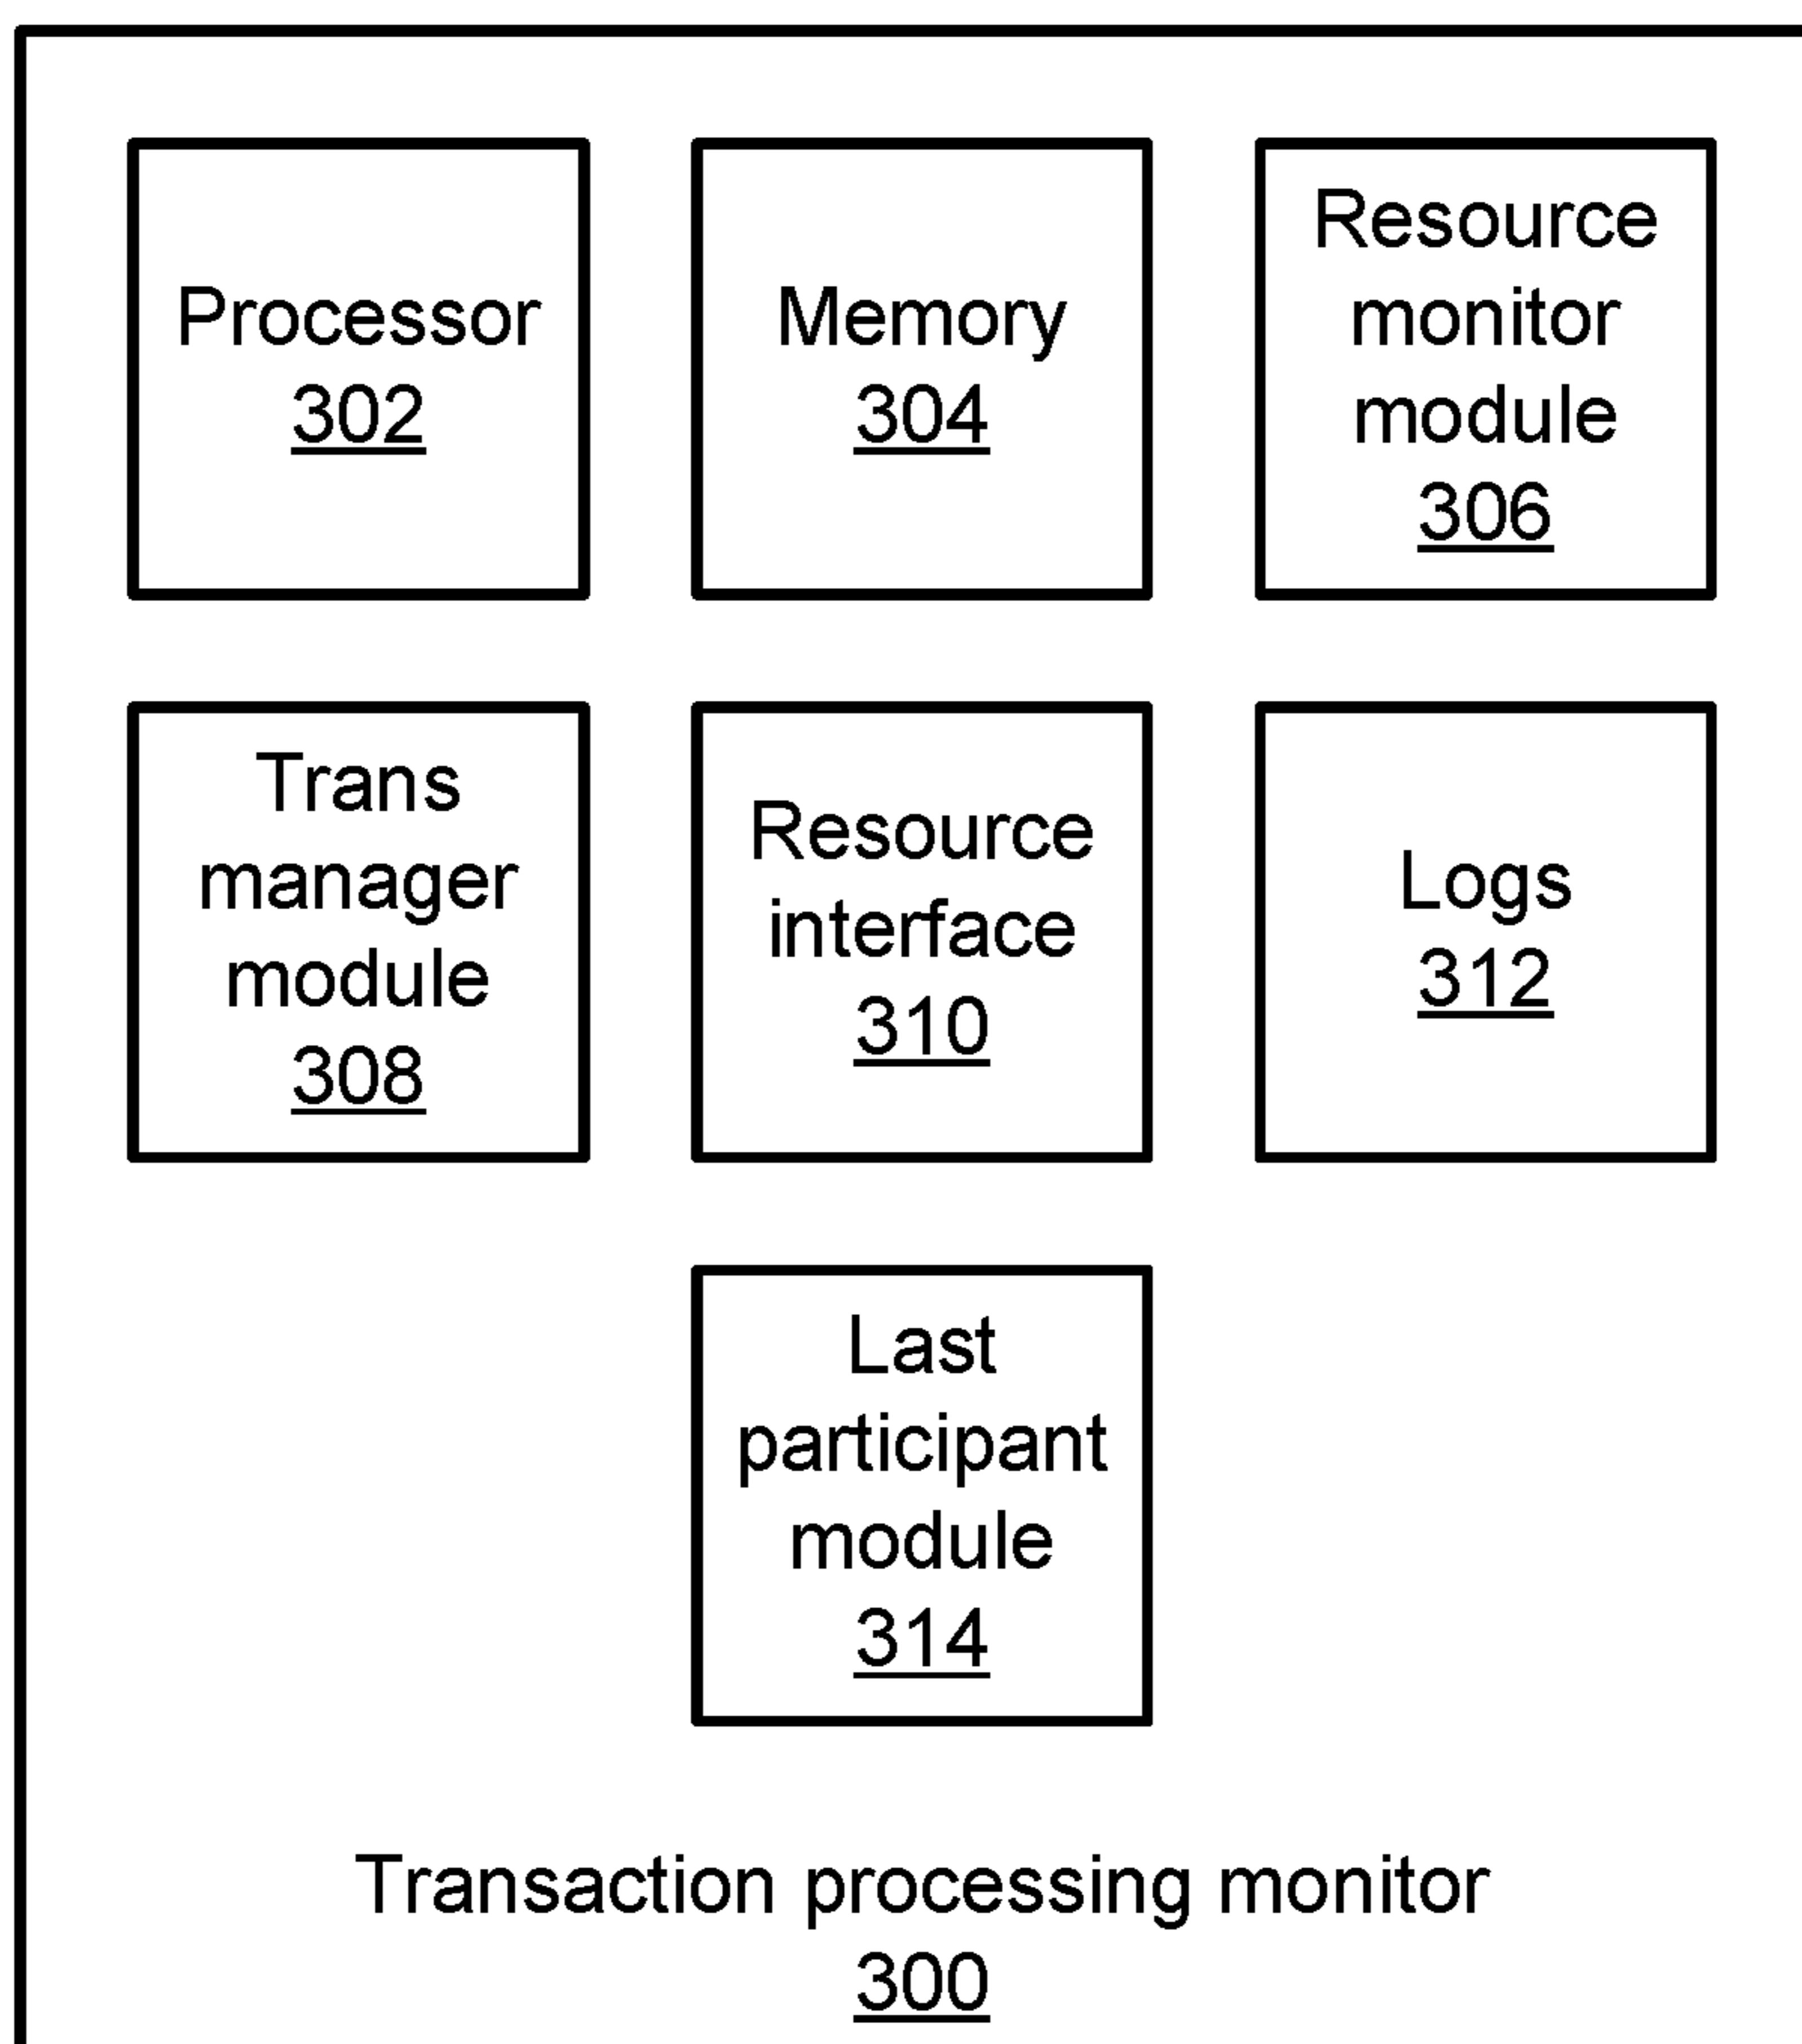 Processor
302
Memory
304
Resource
monitor
module
306
Trans
manager
module
308
Resource
interface
310
Logs
312
Last
participant
module
314
Transaction processing monitor
300